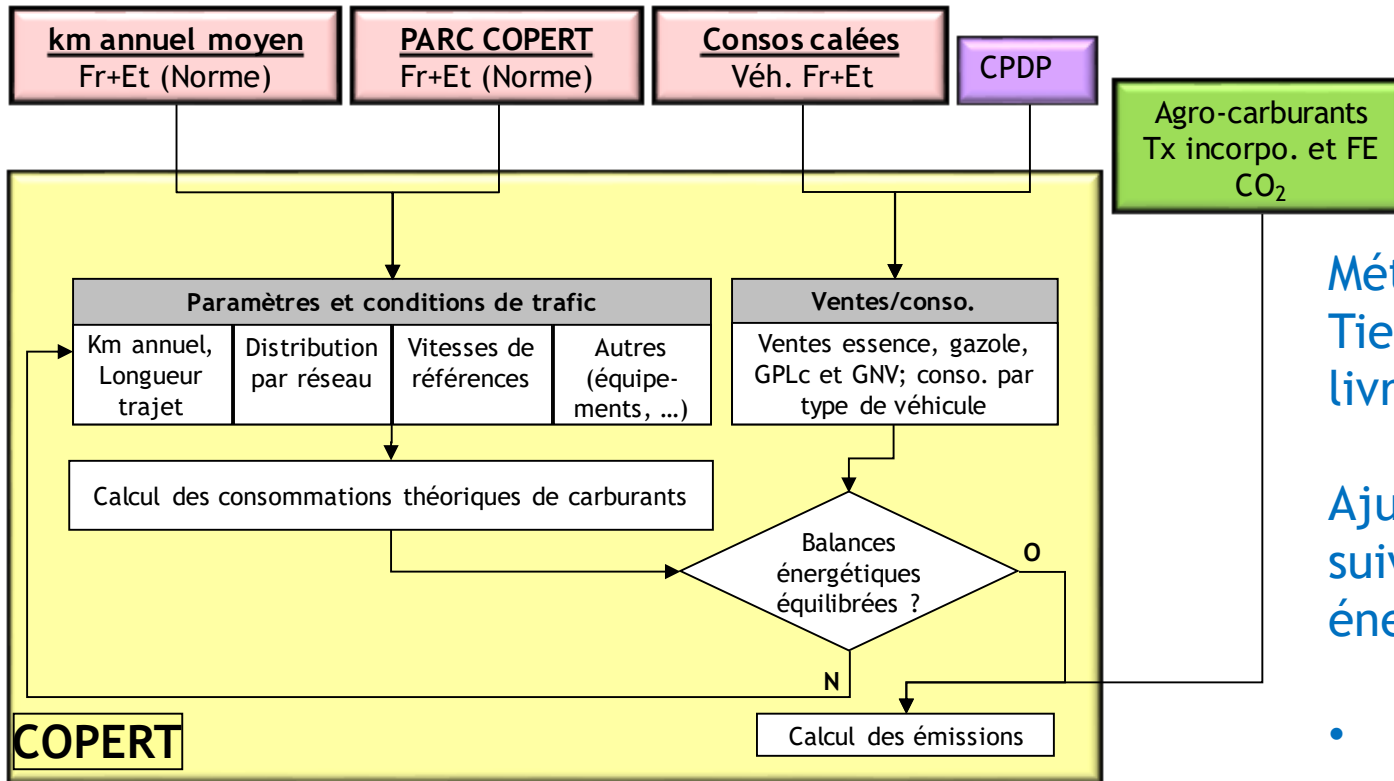 km annuel moyen
Fr+Et (Norme)
PARC COPERT
Fr+Et (Norme)
Consos calées
Véh. Fr+Et
CPDP
Agro-carburants
Tx incorpo. et FE
CO₂
Paramètres et conditions de trafic
Km annuel,
Longueur
trajet
Distribution
par réseau
Vitesses de
références
Autres
(équipe-
ments, …)
Ventes/conso.
Ventes essence, gazole,
GPLc et GNV; conso. par
type de véhicule
Calcul des consommations théoriques de carburants
Balances
énergétiques
équilibrées ?
O
N
Calcul des émissions
COPERT
•